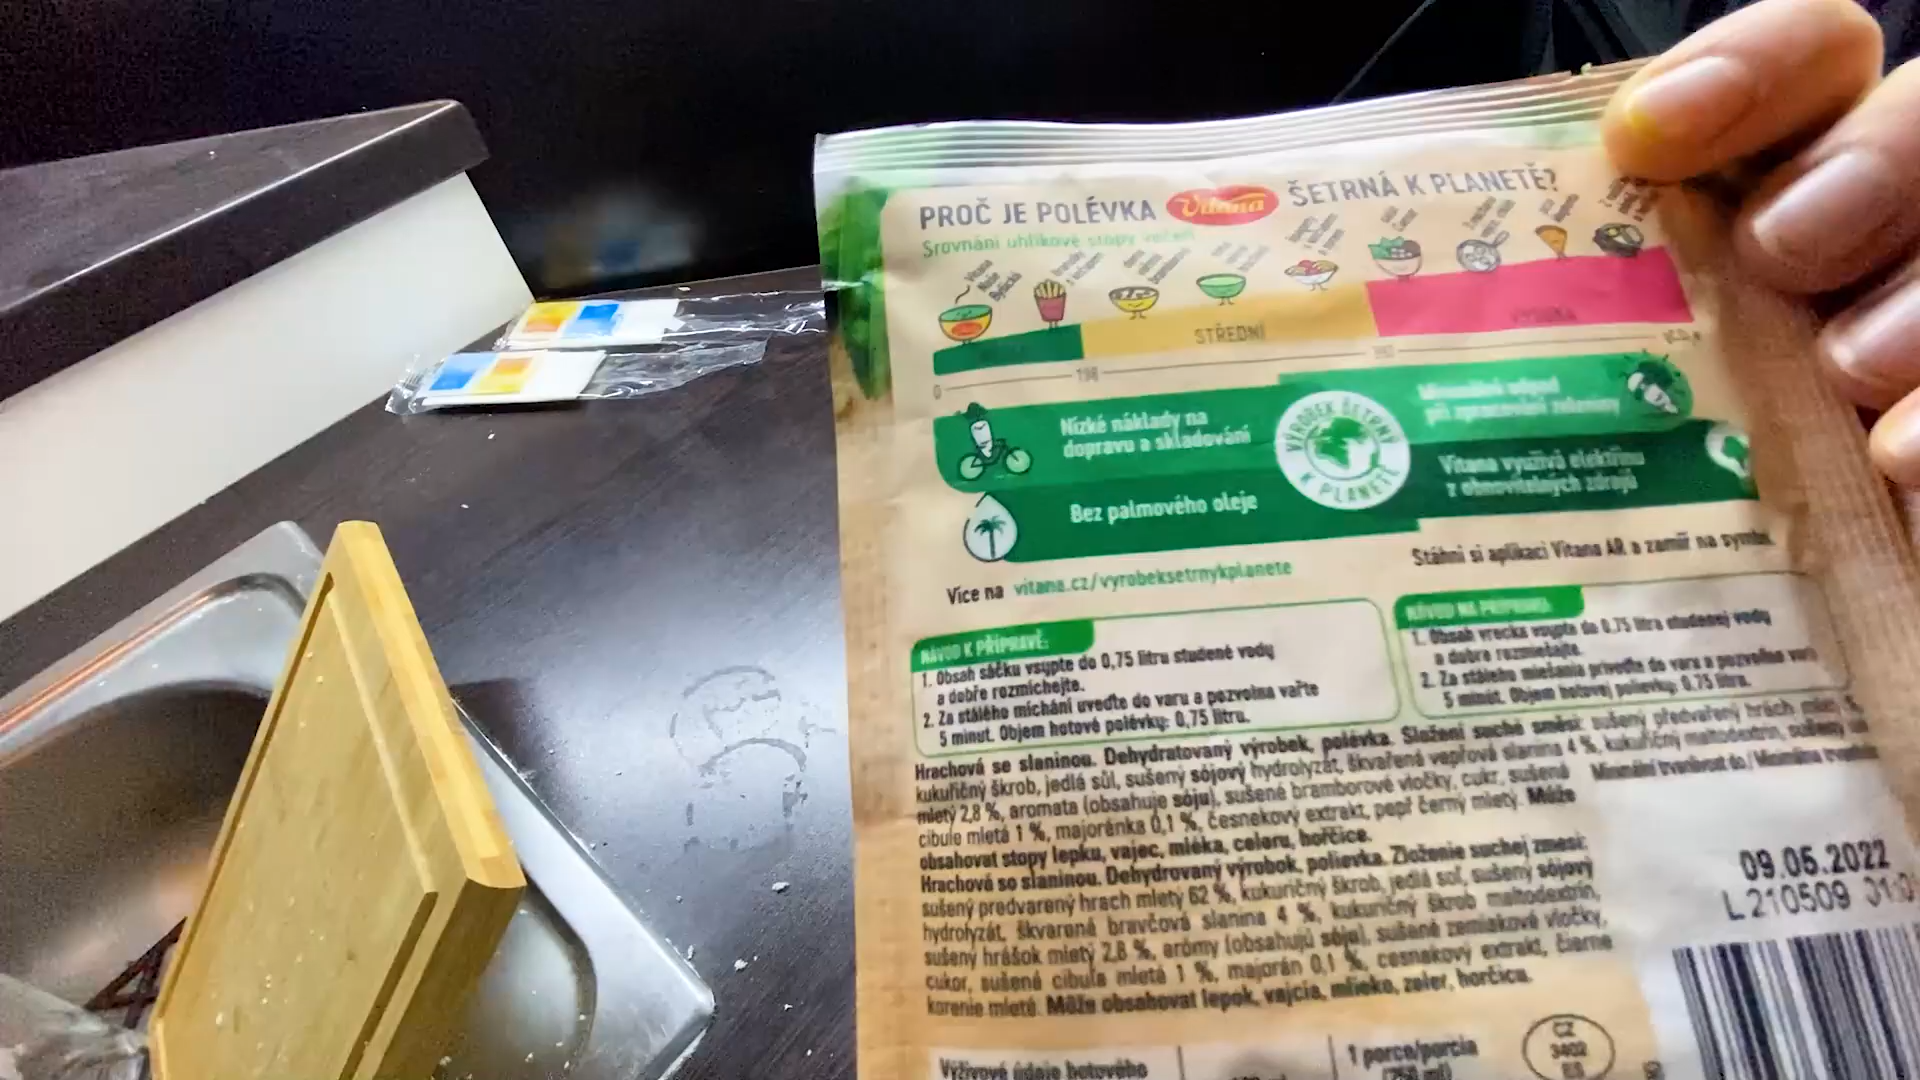 PROČ JE POLÉVKA Vitana ŠETRNÁ K PLANETĚ?
Srovnání uhlíkové stopy večeří
STŘEDNÍ
0
198
Nízké náklady na
dopravu a skladování
Bez palmového oleje
VÝROBEK ŠETRNÝ
K PLANETĚ
při zpracování zeleniny
Vitana využívá elektřinu
z obnovitelných zdrojů
Více na vitana.cz/vyrobeksetrnykplanete
Stáhni si aplikaci Vitana AR a zamiř na
NÁVOD K PŘÍPRAVĚ:
1. Obsah sáčku vsypte do 0,75 litru studené vody
a dobře rozmíchejte.
2. Za stálého míchání uveďte do varu a pozvolna vařte
5 minut. Objem hotové polévky: 0,75 litru.
NÁVOD NA PRÍPRAVU:
1. Obsah vrecka vsypte do 0,75 litra studenej vody
a dobre rozmiešajte.
2. Za stáleho miešania priveďte do varu a pozvoľna
5 minút. Objem hotovej polievky: 0,75 litra.
Hrachová se slaninou. Dehydratovaný výrobek, polévka. Složení suché směsi: sušený předvařený hrách
kukuřičný škrob, jedlá sůl, sušený sójový hydrolyzát, škvařená vepřová slanina 4 %, kukuřičný maltodextrin, sušený
mletý 2,8 %, aromata (obsahuje sóju), sušené bramborové vločky, cukr, sušená
cibule mletá 1 %, majoránka 0,1 %, česnekový extrakt, pepř černý mletý. Může
obsahovat stopy lepku, vajec, mléka, celeru, hořčice.
Hrachová so slaninou. Dehydrovaný výrobok, polievka. Zloženie suchej zmesi:
sušený predvarený hrach mletý 62 %, kukuričný škrob, jedlá soľ, sušený sójový
hydrolyzát, škvarená bravčová slanina 4 %, kukuričný škrob maltodextrín,
sušený hrášok mletý 2,8 %, arómy (obsahujú sóju), sušené zemiakové vločky,
cukor, sušená cibuľa mletá 1 %, majorán 0,1 %, cesnakový extrakt, čierne
korenie mleté. Môže obsahovať lepok, vajcia, mlieko, zeler, horčicu.
Minimální trvanlivost do / Minimálna
09.05.2022
L210509
Výživové údaje hotového
1 porce/porcia
(250 ml)
CZ
3402
ES